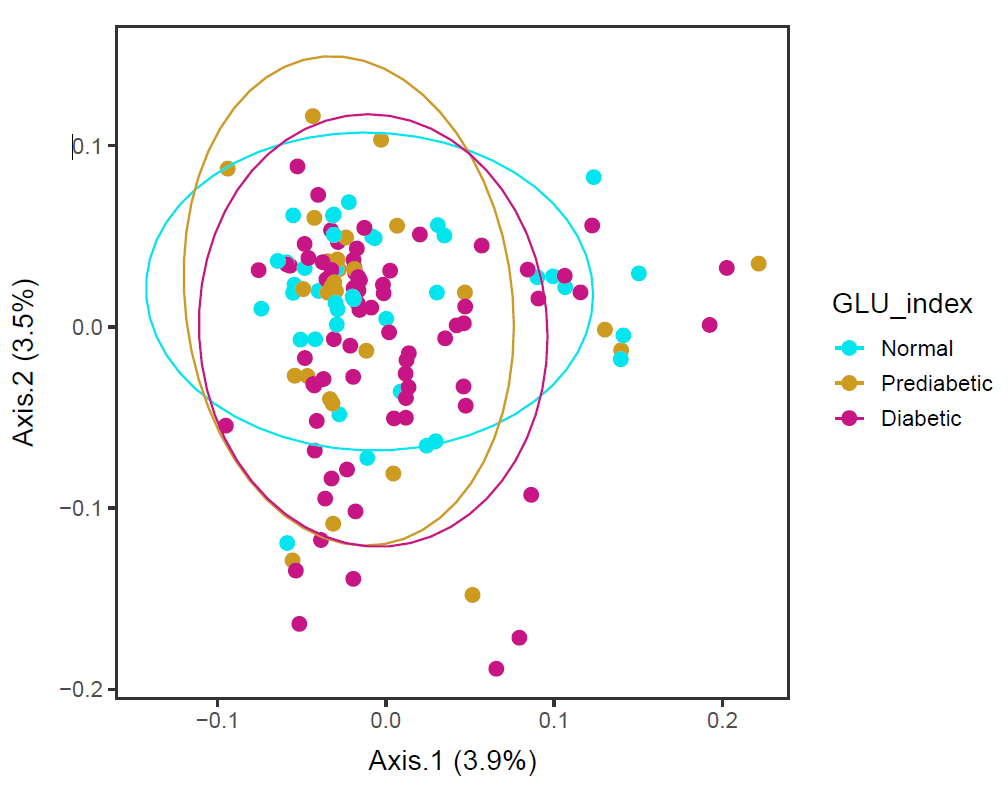 0.1
0.0
−0.1
−0.2
Axis.2 (3.5%)
−0.1
0.0
0.1
0.2
Axis.1 (3.9%)
GLU_index
Normal
Prediabetic
Diabetic